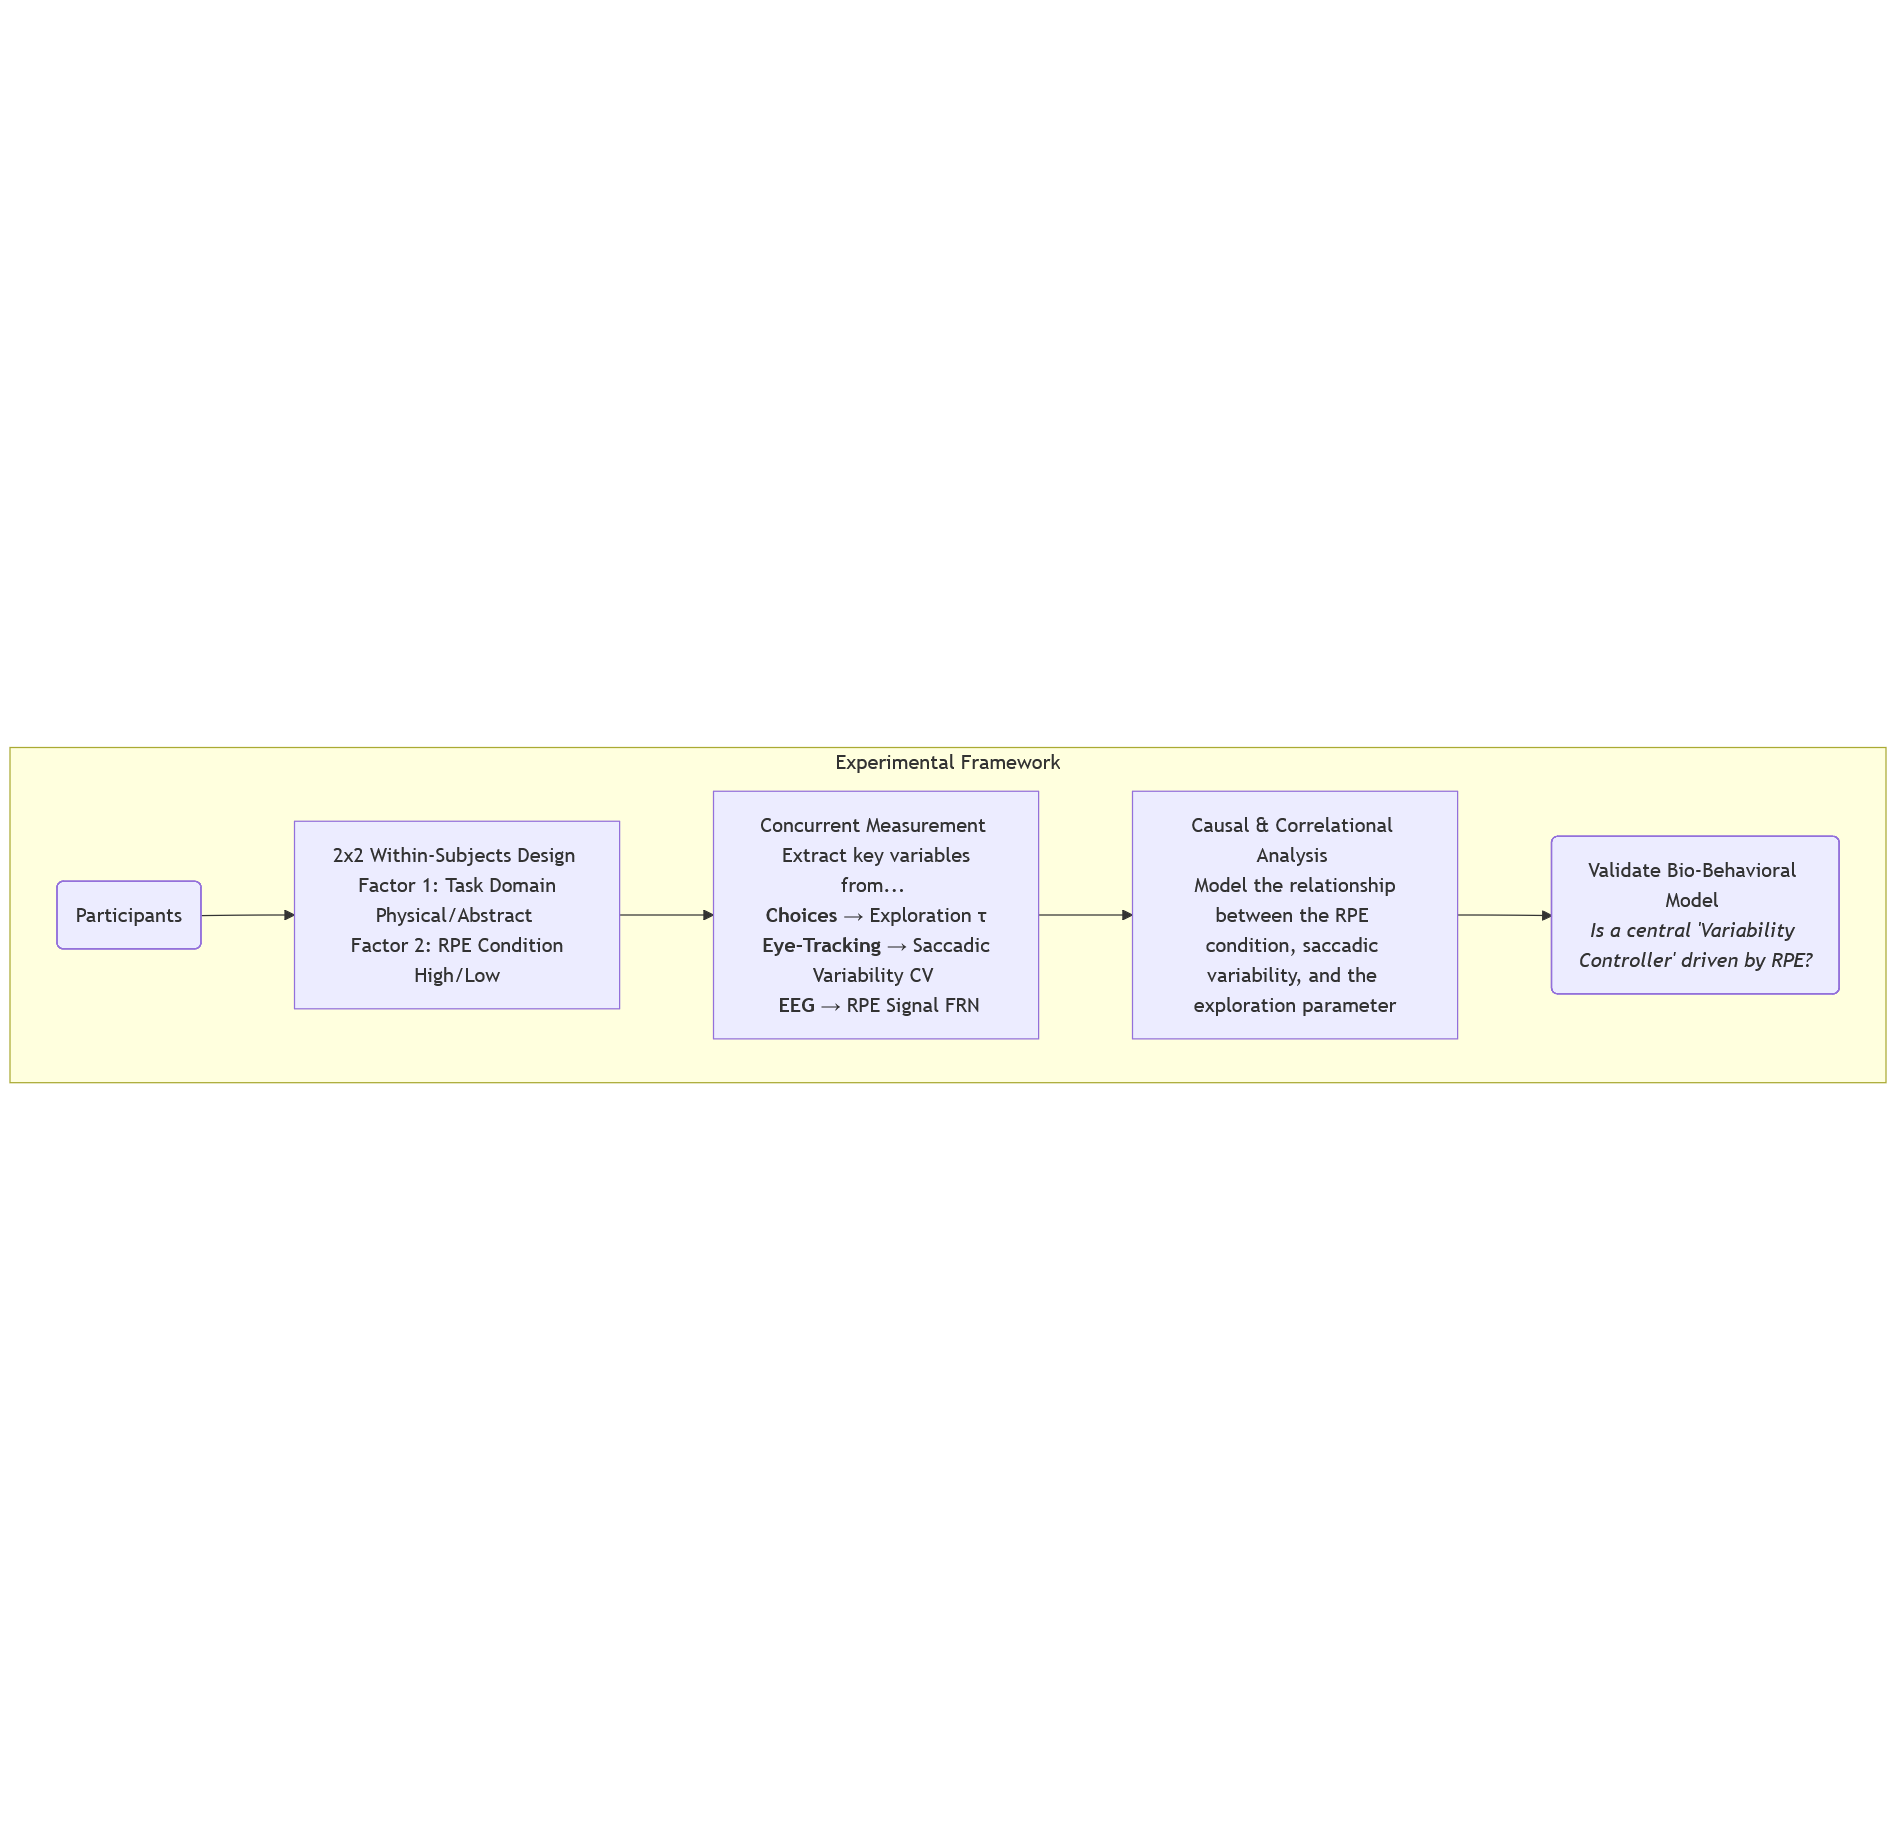 Experimental Framework
Participants
2x2 Within-Subjects Design
Factor 1: Task Domain
Physical/Abstract
Factor 2: RPE Condition
High/Low
Concurrent Measurement
Extract key variables
from...
Choices → Exploration τ
Eye-Tracking → Saccadic
Variability CV
EEG → RPE Signal FRN
Causal & Correlational
Analysis
Model the relationship
between the RPE
condition, saccadic
variability, and the
exploration parameter
Validate Bio-Behavioral
Model
Is a central 'Variability
Controller' driven by RPE?